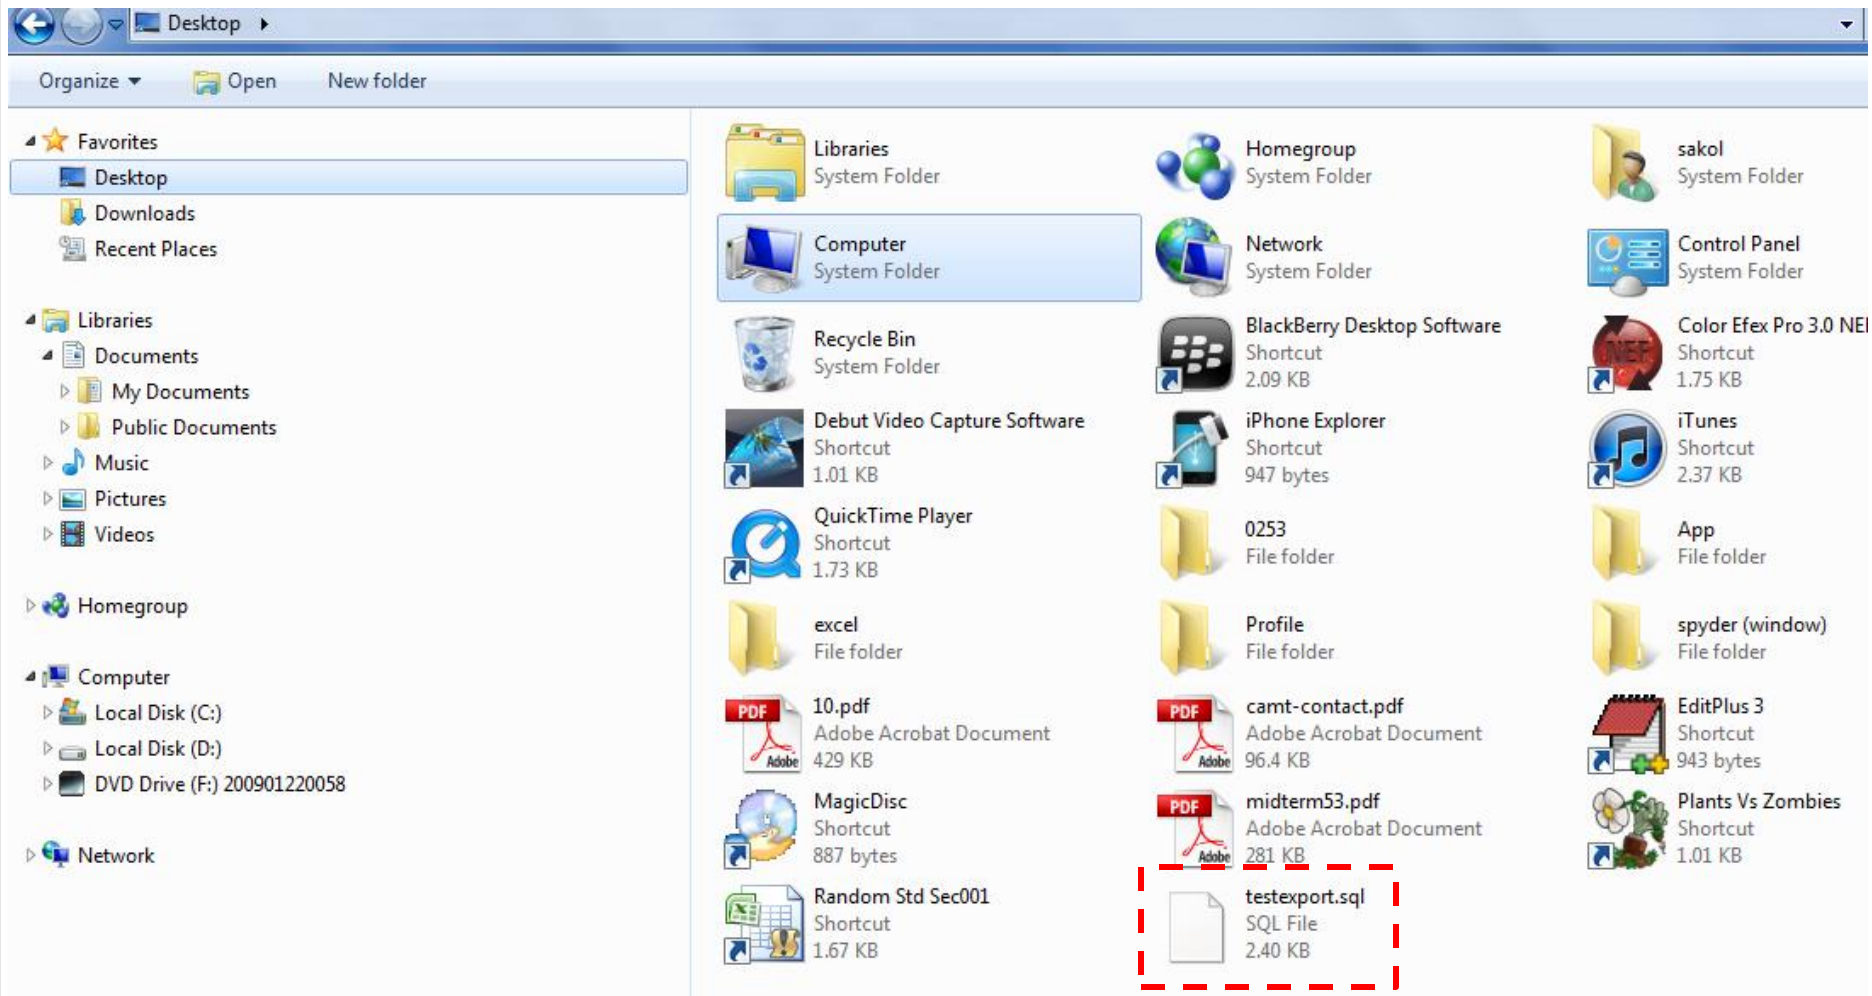 Desktop
Organize
Open
New folder
Favorites
Desktop
Downloads
Recent Places
Libraries
Documents
My Documents
Public Documents
Music
Pictures
Videos
Homegroup
Computer
Local Disk (C:)
Local Disk (D:)
DVD Drive (F:) 200901220058
Network
Libraries
System Folder
Homegroup
System Folder
sakol
System Folder
Computer
System Folder
Network
System Folder
Control Panel
System Folder
Recycle Bin
System Folder
BlackBerry Desktop Software
Shortcut
2.09 KB
NEF
Color Efex Pro 3.0 NEF
Shortcut
1.75 KB
Debut Video Capture Software
Shortcut
1.01 KB
iPhone Explorer
Shortcut
947 bytes
iTunes
Shortcut
2.37 KB
QuickTime Player
Shortcut
1.73 KB
0253
File folder
App
File folder
excel
File folder
Profile
File folder
spyder (window)
File folder
PDF
Adobe
10.pdf
Adobe Acrobat Document
429 KB
PDF
Adobe
camt-contact.pdf
Adobe Acrobat Document
96.4 KB
EditPlus 3
Shortcut
943 bytes
MagicDisc
Shortcut
887 bytes
PDF
Adobe
midterm53.pdf
Adobe Acrobat Document
281 KB
Plants Vs Zombies
Shortcut
1.01 KB
Random Std Sec001
Shortcut
1.67 KB
testexport.sql
SQL File
2.40 KB